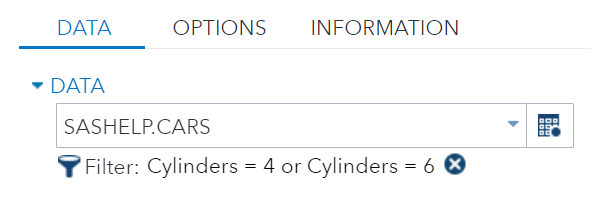 DATA OPTIONS INFORMATION
DATA
SASHELP.CARS
Filter: Cylinders = 4 or Cylinders = 6